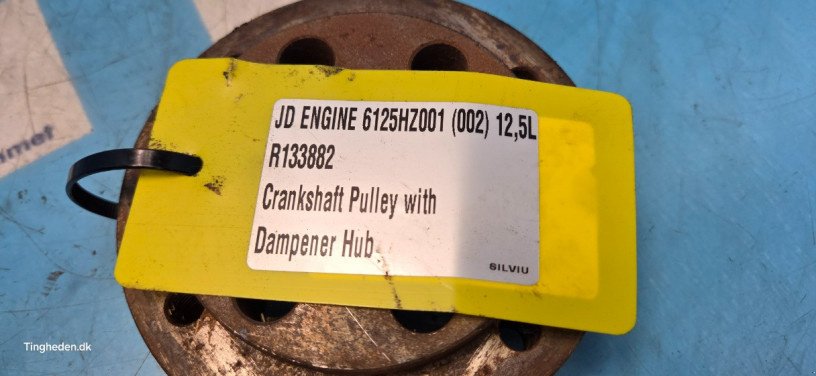 JD ENGINE 6125HZ001 (002) 12,5L
R133882
Crankshaft Pulley with
Dampener Hub
SILVIU
Tingheden.dk